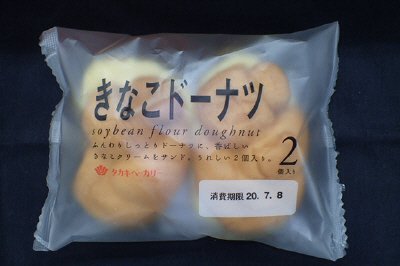 きなこドーナツ
soybean flour doughnut
ふんわりしっとりドーナツに、香ばしい
きなこクリームをサンド。うれしい2個入り。
2
個入り
タカキベーカリー
消費期限 20. 7. 8